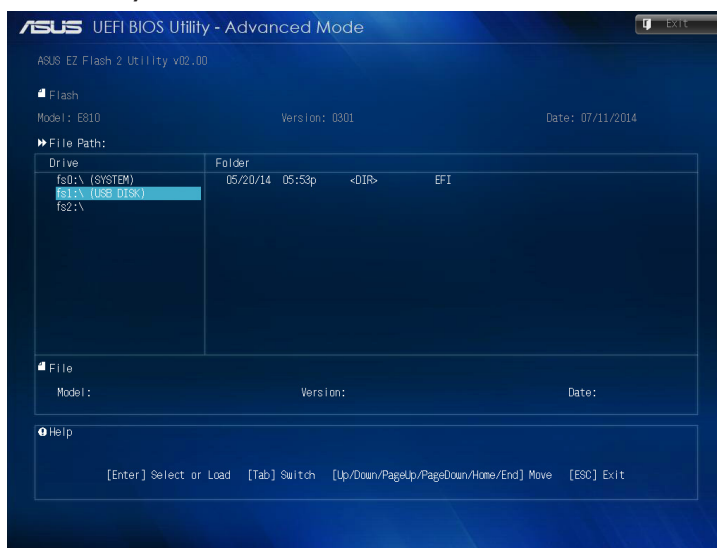 ASUS UEFI BIOS Utility - Advanced Mode
Exit
ASUS EZ Flash 2 Utility v02.00
Flash
Model: E810 Version: 0301 Date: 07/11/2014
File Path:
Drive Folder
fs0:\ (SYSTEM) 05/20/14 05:53p <DIR> EFI
fs1:\ (USB DISK)
fs2:\
File
Model: Version: Date:
Help
[Enter] Select or Load [Tab] Switch [Up/Down/PageUp/PageDown/Home/End] Move [ESC] Exit